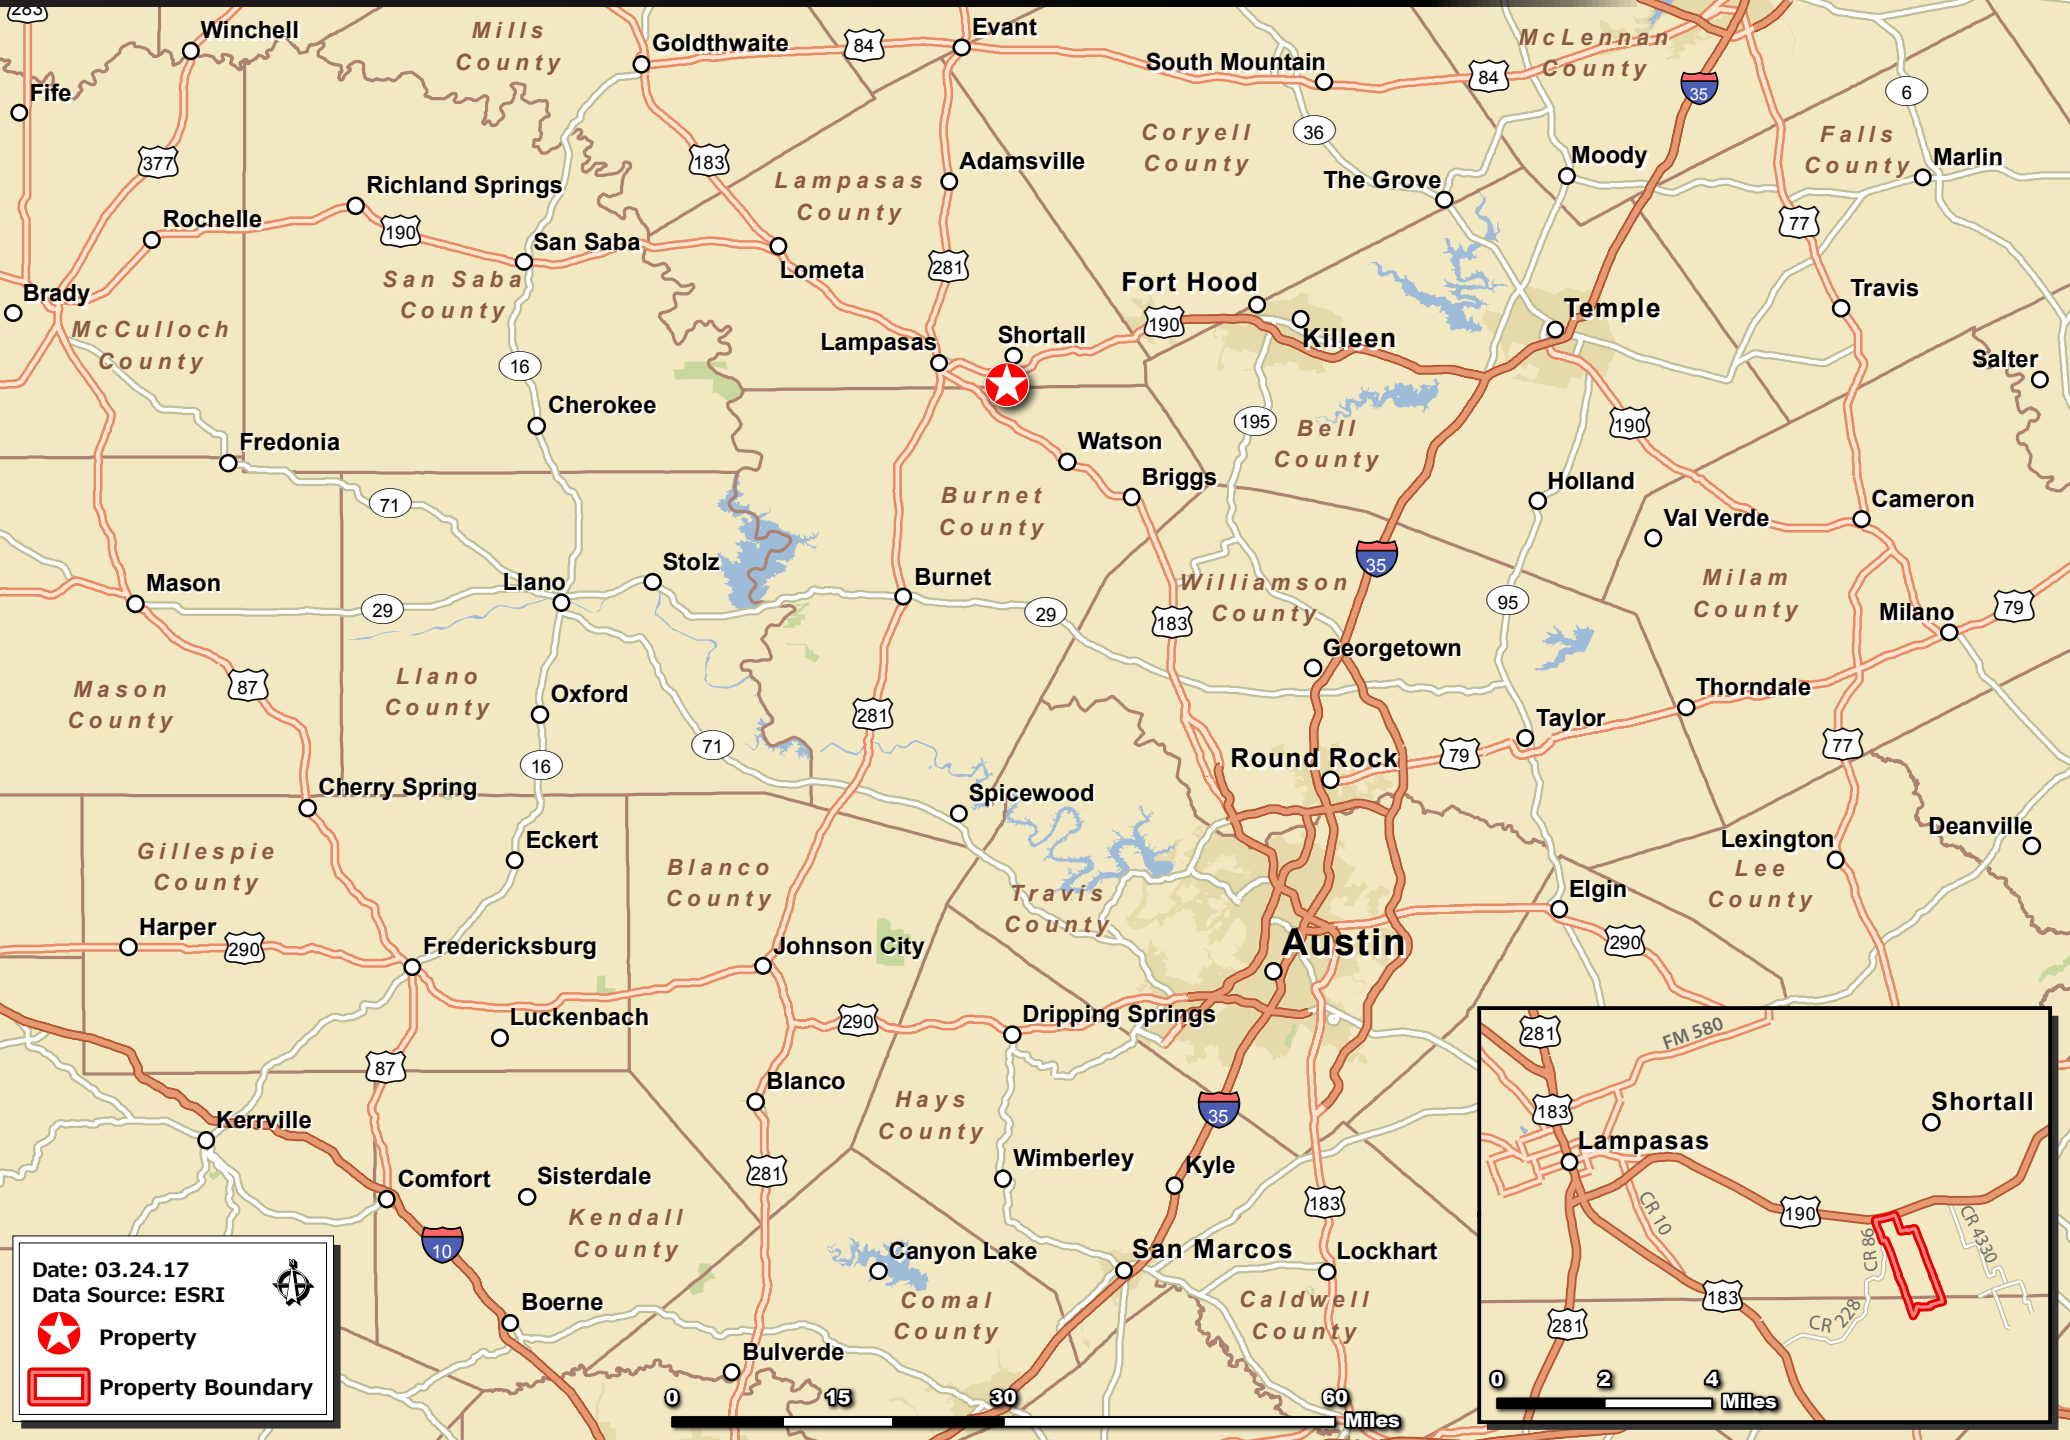 283
Winchell
Mills
County
Goldthwaite
84
Evant
South Mountain
84
McLennan
County
35
6
Fife
377
183
Adamsville
Coryell
County
36
Falls
County
Marlin
Moody
The Grove
Richland Springs
Lampasas
County
Rochelle
190
San Saba
77
San Saba
County
Lometa
281
Fort Hood
Brady
190
Killeen
Temple
Travis
McCulloch
County
Lampasas
Shortall
Salter
16
Cherokee
195
Bell
County
190
Fredonia
Watson
Briggs
Holland
71
Burnet
County
Val Verde
Cameron
35
Mason
Llano
Stolz
Burnet
Williamson
County
Milam
County
29
29
183
95
Milano
79
Georgetown
Mason
County
87
Llano
County
Oxford
281
Thorndale
71
Taylor
16
Round Rock
79
77
Cherry Spring
Spicewood
Eckert
Lexington
Deanville
Gillespie
County
Blanco
County
Travis
County
Lee
County
Elgin
Harper
290
Fredericksburg
Johnson City
Austin
290
Luckenbach
290
Dripping Springs
87
Blanco
Hays
County
35
Kerrville
281
Wimberley
Kyle
183
Comfort
Sisterdale
Kendall
County
10
Canyon Lake
San Marcos
Lockhart
Boerne
Comal
County
Caldwell
County
Bulverde
0
15
30
60
Miles
Date: 03.24.17
Data Source: ESRI
Property
Property Boundary
281
FM 580
183
Shortall
Lampasas
CR 10
190
CR 86
CR 4330
183
281
CR 228
0
2
4
Miles